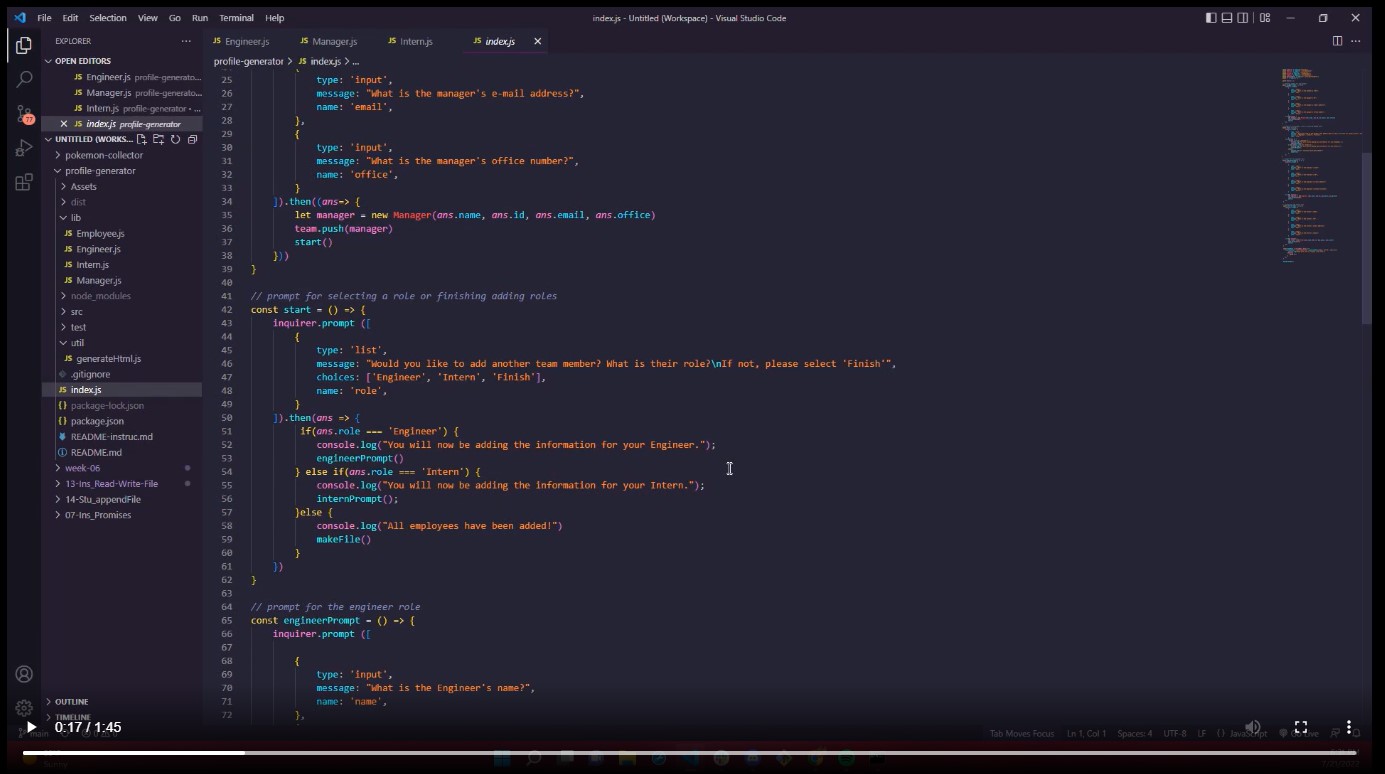 File Edit Selection View Go Run Terminal Help
index.js - Untitled (Workspace) - Visual Studio Code
EXPLORER
OPEN EDITORS
JS Engineer.js profile-generato...
JS Manager.js profile-generato...
JS Intern.js profile-generator • ...
JS index.js profile-generator
UNTITLED (WORKS...
77
pokemon-collector
profile-generator
Assets
dist
lib
JS Employee.js
JS Engineer.js
JS Intern.js
JS Manager.js
node_modules
src
test
util
JS generateHtml.js
.gitignore
JS index.js
{} package-lock.json
{} package.json
README-instruc.md
README.md
week-06
13-Ins_Read-Write-File
14-Stu_appendFile
07-Ins_Promises
OUTLINE
TIMELINE
JS Engineer.js JS Manager.js JS Intern.js JS index.js
profile-generator > JS index.js > ...
25 type: 'input',
26 message: "What is the manager's e-mail address?",
27 name: 'email',
28 },
29 {
30 type: 'input',
31 message: "What is the manager's office number?",
32 name: 'office',
33 }
34 ]).then((ans=> {
35 let manager = new Manager(ans.name, ans.id, ans.email, ans.office)
36 team.push(manager)
37 start()
38 }))
39 }
40
41 // prompt for selecting a role or finishing adding roles
42 const start = () => {
43 inquirer.prompt ([
44 {
45 type: 'list',
46 message: "Would you like to add another team member? What is their role?\nIf not, please select 'Finish'",
47 choices: ['Engineer', 'Intern', 'Finish'],
48 name: 'role',
49 }
50 ]).then(ans => {
51 if(ans.role === 'Engineer') {
52 console.log("You will now be adding the information for your Engineer.");
53 engineerPrompt()
54 } else if(ans.role === 'Intern') {
55 console.log("You will now be adding the information for your Intern.");
56 internPrompt();
57 }else {
58 console.log("All employees have been added!")
59 makeFile()
60 }
61 })
62 }
63
64 // prompt for the engineer role
65 const engineerPrompt = () => {
66 inquirer.prompt ([
67
68 {
69 type: 'input',
70 message: "What is the Engineer's name?",
71 name: 'name',
72 },
0:17 / 1:45
main
Tab Moves Focus Ln 1, Col 1 Spaces: 4 UTF-8 LF {} JavaScript Go Live